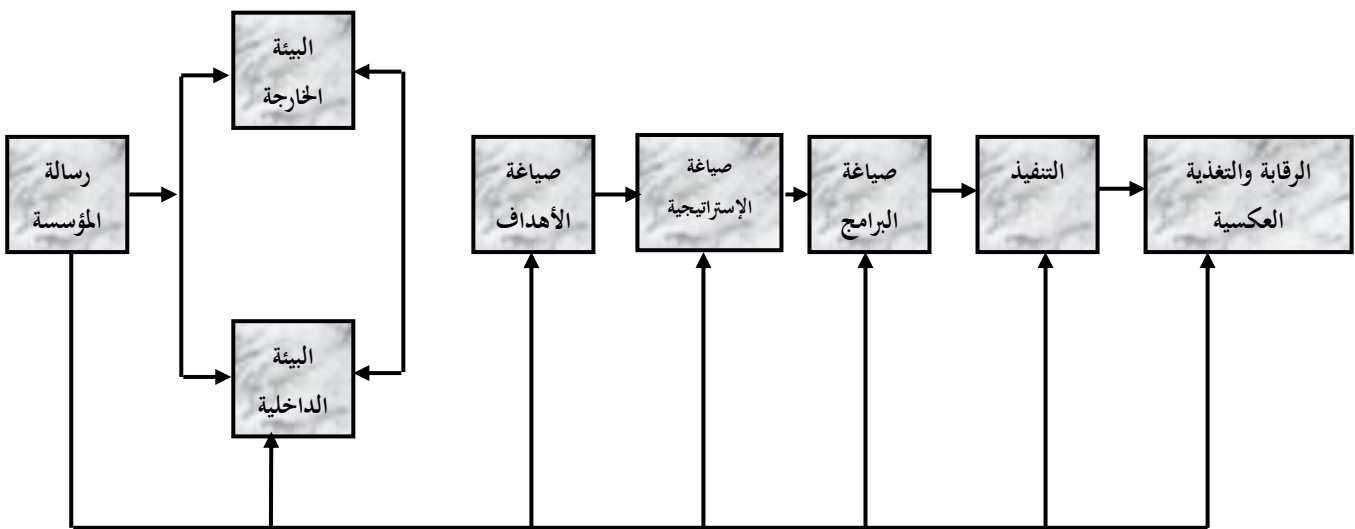 البيئة
الخارجة
رسالة
المؤسسة
البيئة
الداخلية
صياغة
الأهداف
صياغة
الإستراتيجية
صياغة
البرامج
التنفيذ
الرقابة والتغذية
العكسية